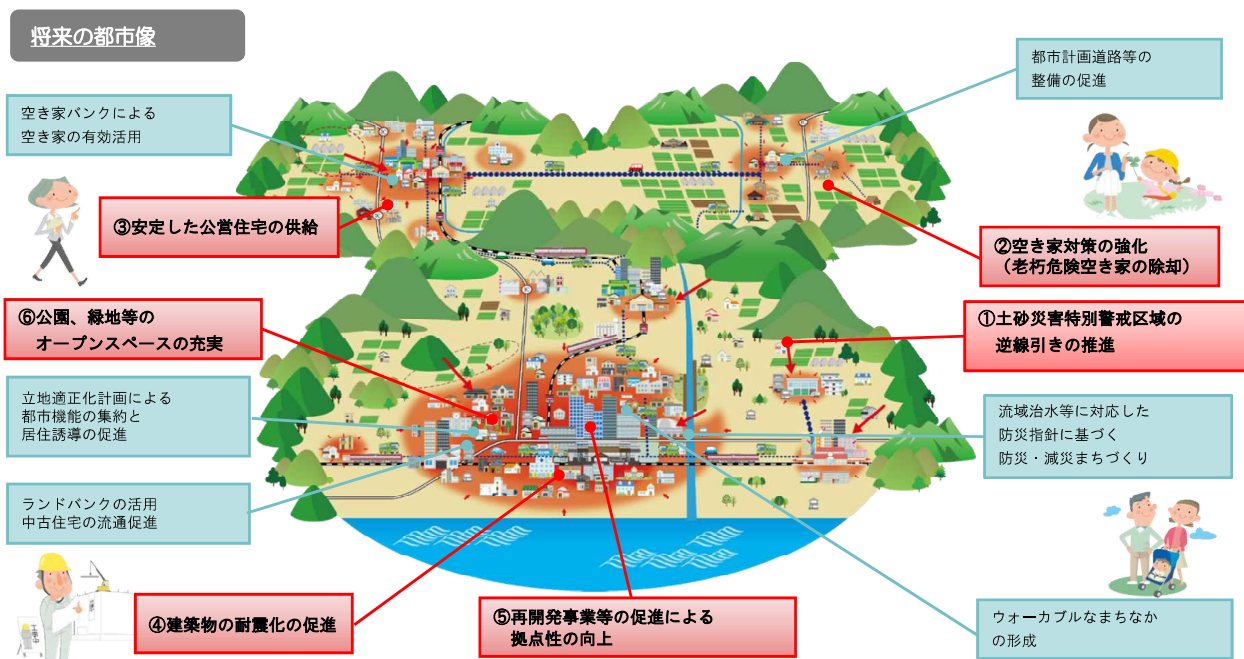 将来の都市像
都市計画道路等の
整備の促進
空き家バンクによる
空き家の有効活用
③安定した公営住宅の供給
②空き家対策の強化
（老朽危険空き家の除却）
⑥公園、緑地等の
オープンスペースの充実
①土砂災害特別警戒区域の
逆線引きの推進
立地適正化計画による
都市機能の集約と
居住誘導の促進
流域治水等に対応した
防災指針に基づく
防災・減災まちづくり
ランドバンクの活用
中古住宅の流通促進
④建築物の耐震化の促進
⑤再開発事業等の促進による
拠点性の向上
ウォーカブルなまちなか
の形成